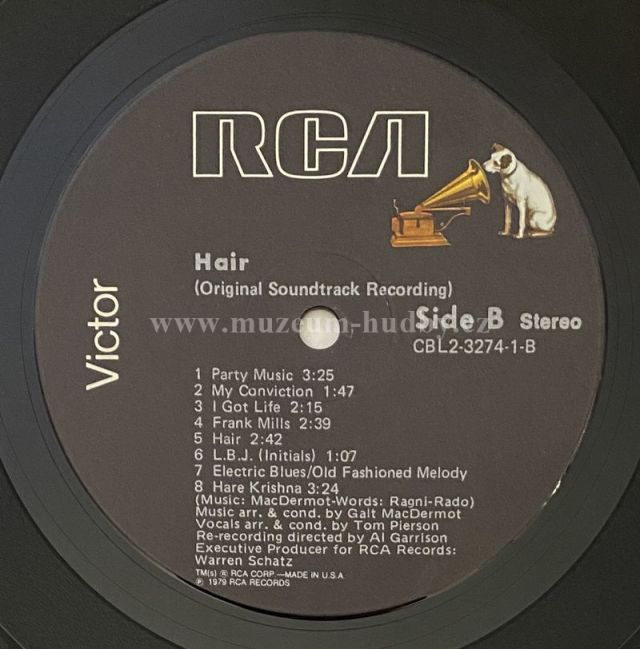 RCA
Victor
Hair
(Original Soundtrack Recording)
Side B Stereo
www.muzeum-hudby.cz
CBL2-3274-1-B
1 Party Music 3:25
2 My Conviction 1:47
3 I Got Life 2:15
4 Frank Mills 2:39
5 Hair 2:42
6 L.B.J. (Initials) 1:07
7 Electric Blues/Old Fashioned Melody
8 Hare Krishna 3:24
(Music: MacDermot-Words: Ragni-Rado)
Music arr. & cond. by Galt MacDermot
Vocals arr. & cond. by Tom Pierson
Re-recording directed by Al Garrison
Executive Producer for RCA Records:
Warren Schatz
TM(s) ® RCA CORP.—MADE IN U.S.A.
℗ 1979 RCA RECORDS